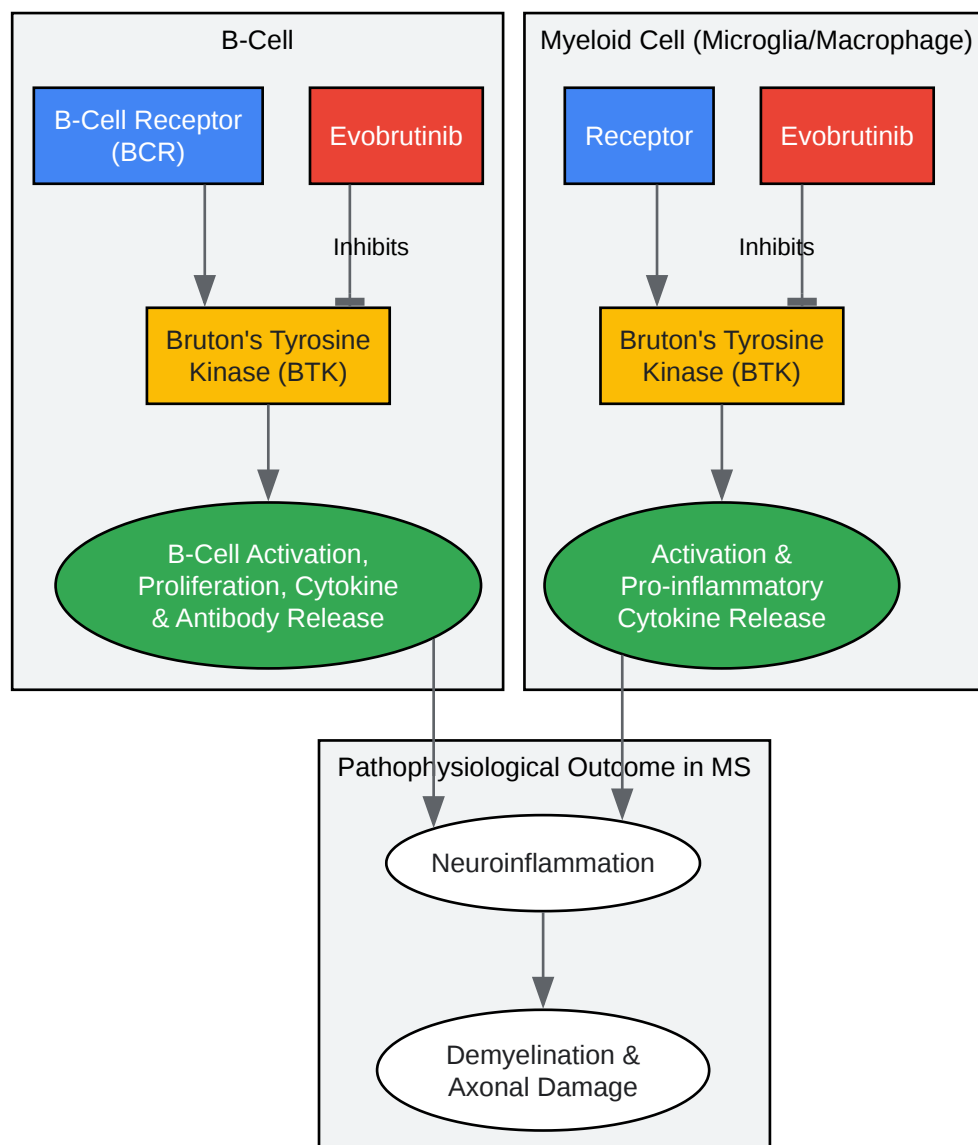 B-Cell
B-Cell Receptor
(BCR)
Evobrutinib
Inhibits
Bruton's Tyrosine
Kinase (BTK)
B-Cell Activation,
Proliferation, Cytokine
& Antibody Release
Myeloid Cell (Microglia/Macrophage)
Receptor
Evobrutinib
Inhibits
Bruton's Tyrosine
Kinase (BTK)
Activation &
Pro-inflammatory
Cytokine Release
Pathophysiological Outcome in MS
Neuroinflammation
Demyelination &
Axonal Damage